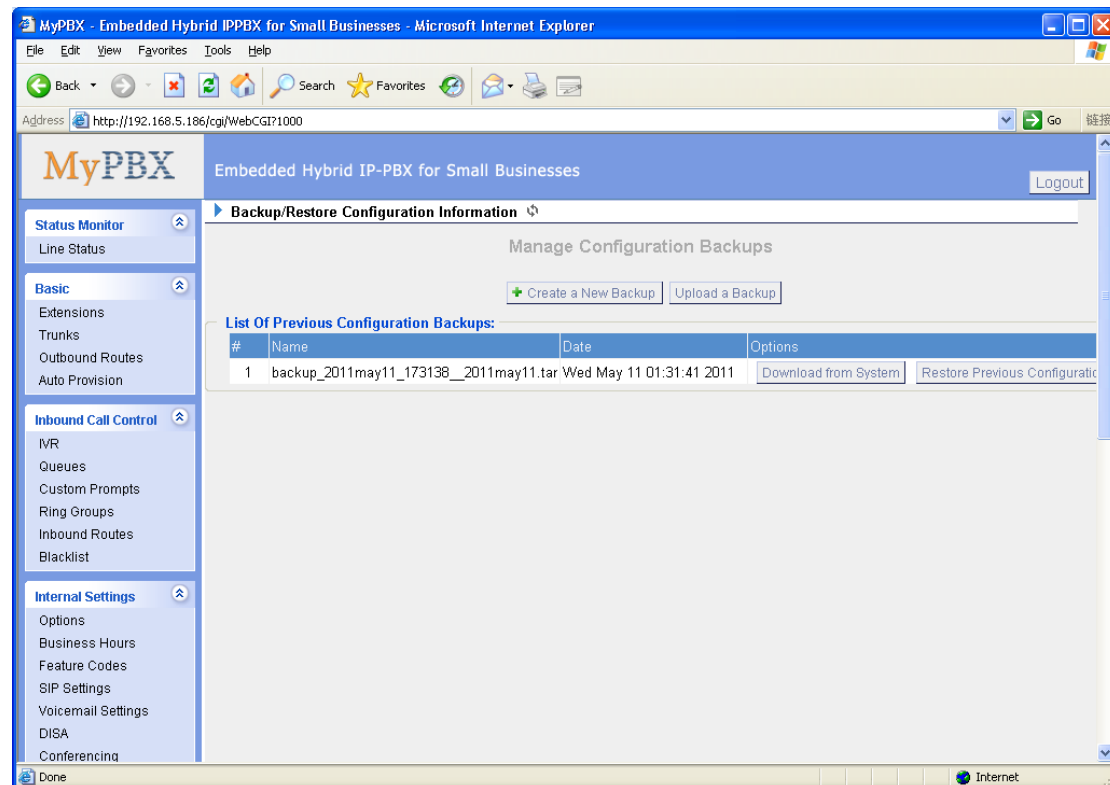 MyPBX - Embedded Hybrid IPPBX for Small Businesses - Microsoft Internet Explorer
File Edit View Favorites Tools Help
Back Search Favorites
Address http://192.168.5.186/cgi/WebCGI?1000 Go 链接
MyPBX
Embedded Hybrid IP-PBX for Small Businesses
Logout
Status Monitor
Line Status
Basic
Extensions
Trunks
Outbound Routes
Auto Provision
Inbound Call Control
IVR
Queues
Custom Prompts
Ring Groups
Inbound Routes
Blacklist
Internal Settings
Options
Business Hours
Feature Codes
SIP Settings
Voicemail Settings
DISA
Conferencing
Backup/Restore Configuration Information
Manage Configuration Backups
Create a New Backup Upload a Backup
List Of Previous Configuration Backups:
# Name Date Options
1 backup_2011may11_173138__2011may11.tar Wed May 11 01:31:41 2011 Download from System Restore Previous Configuratio
Done Internet